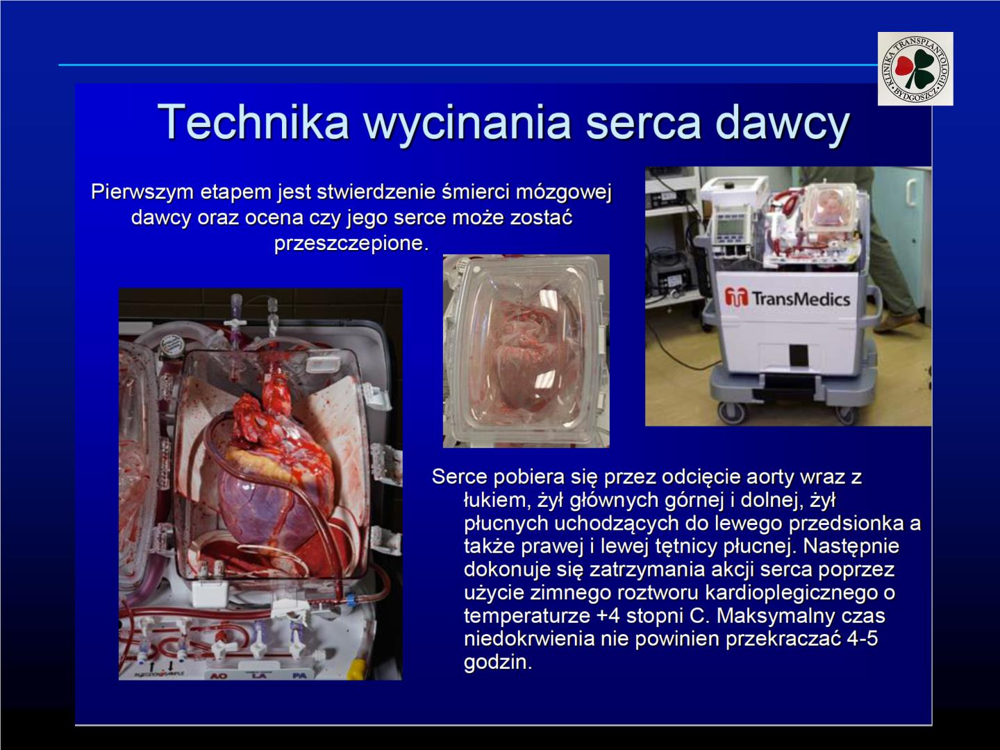 KLINIKA TRANSPLANTOLOGII
BYDGOSZCZ
Technika wycinania serca dawcy
Pierwszym etapem jest stwierdzenie śmierci mózgowej
dawcy oraz ocena czy jego serce może zostać
przeszczepione.
TransMedics
Serce pobiera się przez odcięcie aorty wraz z
łukiem, żył głównych górnej i dolnej, żył
płucnych uchodzących do lewego przedsionka a
także prawej i lewej tętnicy płucnej. Następnie
dokonuje się zatrzymania akcji serca poprzez
użycie zimnego roztworu kardioplegicznego o
temperaturze +4 stopni C. Maksymalny czas
niedokrwienia nie powinien przekraczać 4-5
godzin.
INJECTION SAMPLE
AO LA PA